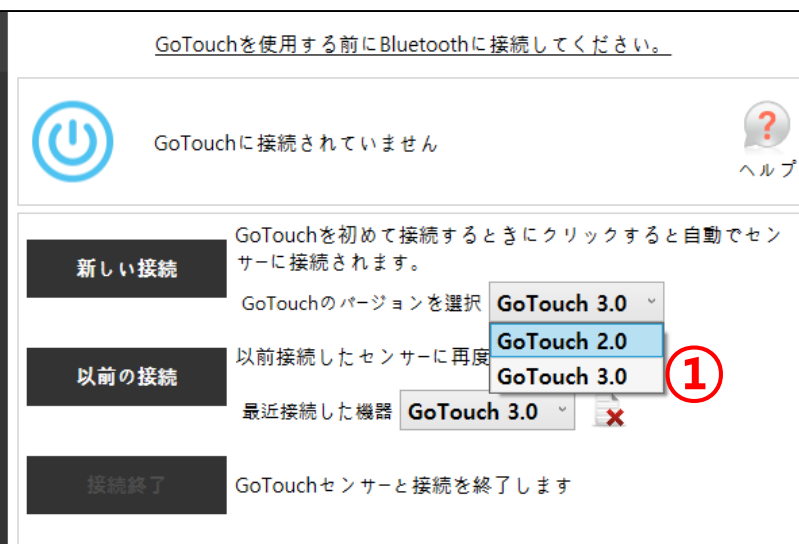 GoTouchを使用する前にBluetoothに接続してください。
GoTouchに接続されていません
ヘルプ
新しい接続
GoTouchを初めて接続するときにクリックすると自動でセン
サーに接続されます。
GoTouchのバージョンを選択 GoTouch 3.0
GoTouch 2.0
GoTouch 3.0
①
以前の接続
以前接続したセンサーに再度
最近接続した機器 GoTouch 3.0
接続終了
GoTouchセンサーと接続を終了します